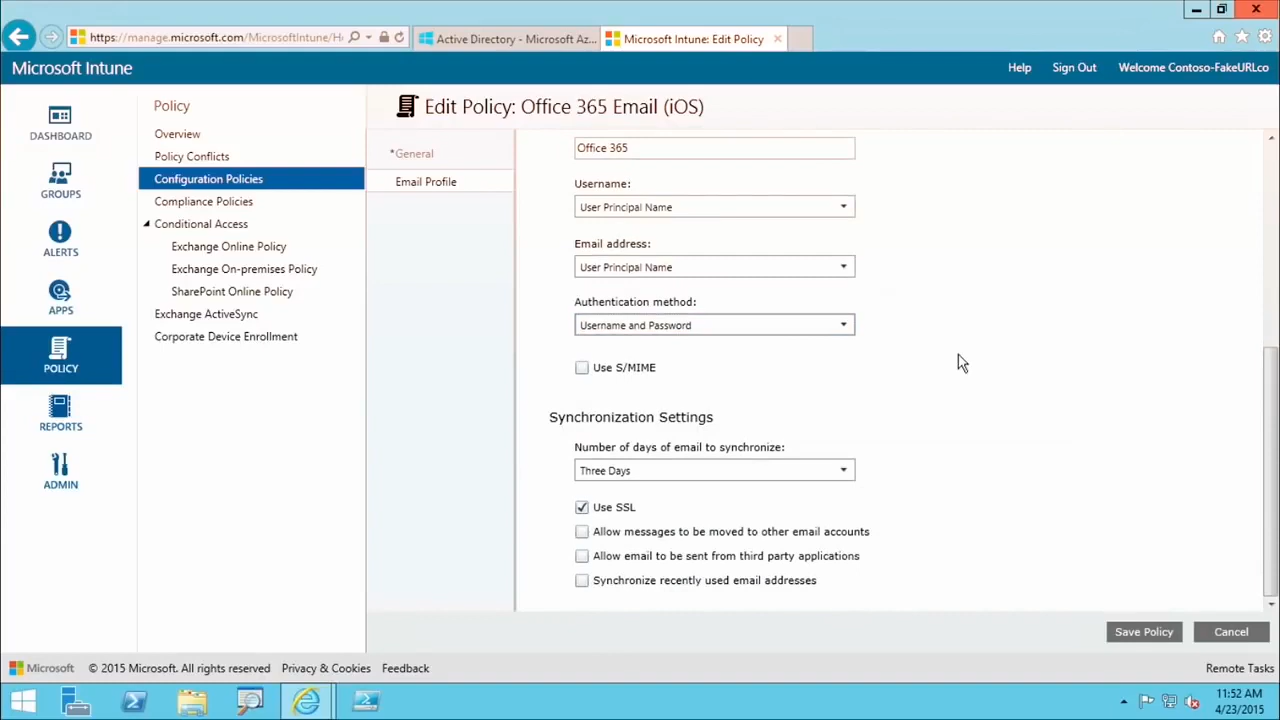 https://manage.microsoft.com/MicrosoftIntune/He
Active Directory - Microsoft Az...
Microsoft Intune: Edit Policy
Microsoft Intune
Help
Sign Out
Welcome Contoso-FakeURLco
DASHBOARD
GROUPS
ALERTS
APPS
POLICY
REPORTS
ADMIN
Policy
Overview
Policy Conflicts
Configuration Policies
Compliance Policies
Conditional Access
Exchange Online Policy
Exchange On-premises Policy
SharePoint Online Policy
Exchange ActiveSync
Corporate Device Enrollment
Edit Policy: Office 365 Email (iOS)
*General
Email Profile
Office 365
Username:
User Principal Name
Email address:
User Principal Name
Authentication method:
Username and Password
Use S/MIME
Synchronization Settings
Number of days of email to synchronize:
Three Days
Use SSL
Allow messages to be moved to other email accounts
Allow email to be sent from third party applications
Synchronize recently used email addresses
Save Policy
Cancel
Microsoft
© 2015 Microsoft. All rights reserved
Privacy & Cookies
Feedback
Remote Tasks
11:52 AM
4/23/2015